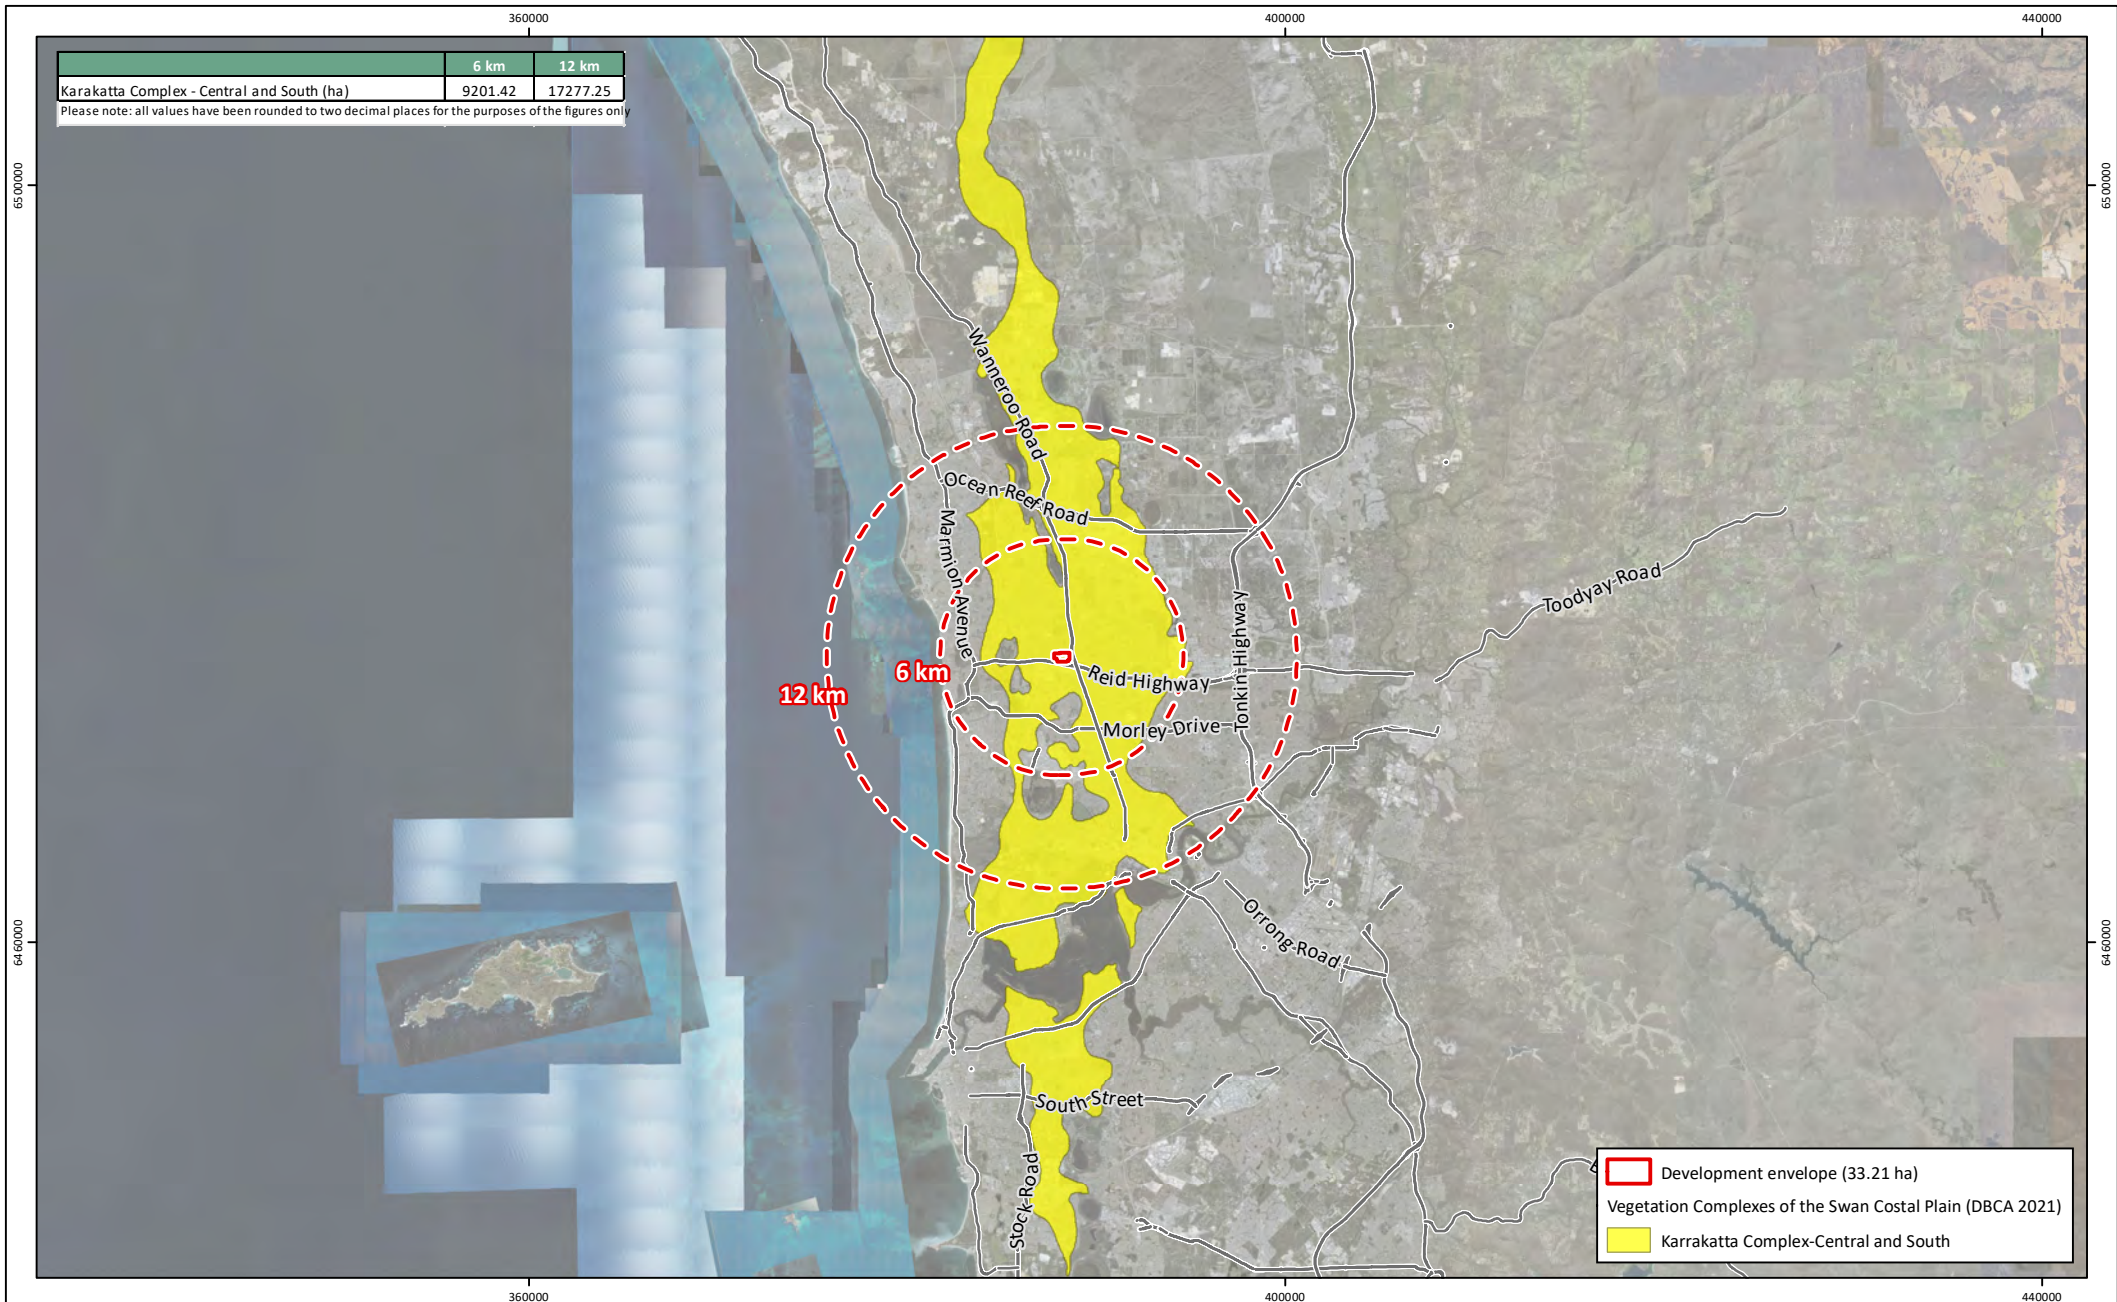 360000
400000
440000
6 km
12 km
Karakatta Complex - Central and South (ha)
9201.42
17277.25
Please note: all values have been rounded to two decimal places for the purposes of the figures only
6500000
6500000
Wanneroo Road
Ocean Reef Road
Marmion Avenue
Toodyay Road
Tonkin Highway
6 km
12 km
Reid Highway
Morley Drive
Orrong Road
6460000
6460000
South Street
Stock Road
Development envelope (33.21 ha)
Vegetation Complexes of the Swan Costal Plain (DBCA 2021)
Karrakatta Complex-Central and South
360000
400000
440000